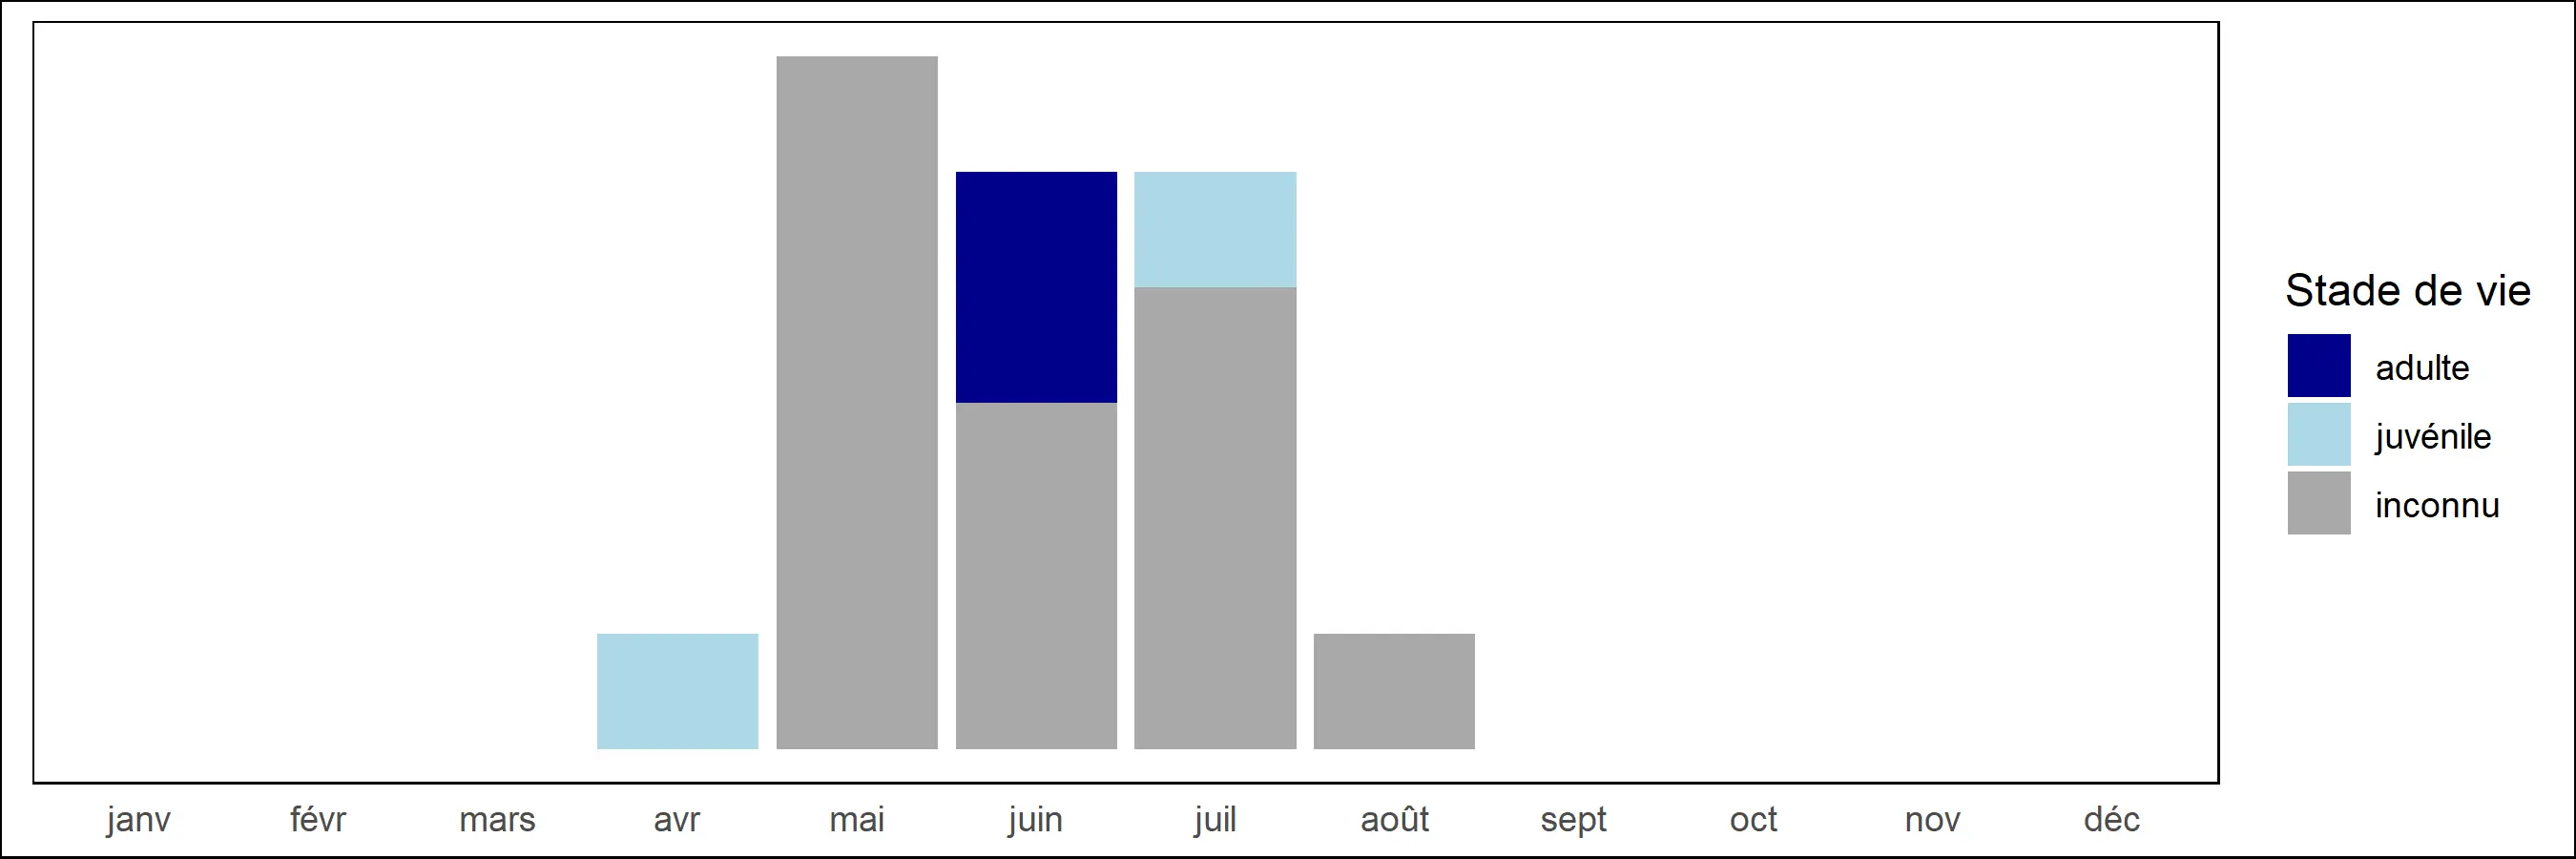 Stade de vie
adulte
juvénile
inconnu
janv févr mars avr mai juin juil août sept oct nov déc